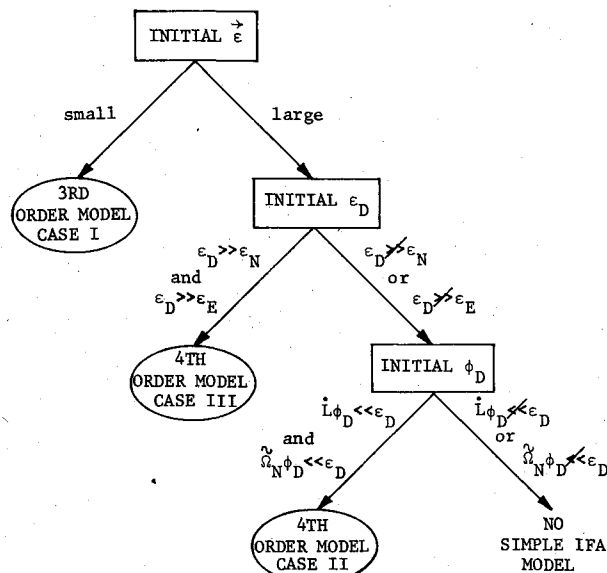 INITIAL ε⃗
small
large
3RD
ORDER MODEL
CASE I
INITIAL ε_D
ε_D>>ε_N
and
ε_D>>ε_E
ε_D≫̸ε_N
or
ε_D≫̸ε_E
4TH
ORDER MODEL
CASE III
INITIAL φ_D
L̇φ_D<<ε_D
and
Ω̃_Nφ_D<<ε_D
L̇φ_D≪̸ε_D
or
Ω̃_Nφ_D≪̸ε_D
4TH
ORDER MODEL
CASE II
NO
SIMPLE IFA
MODEL